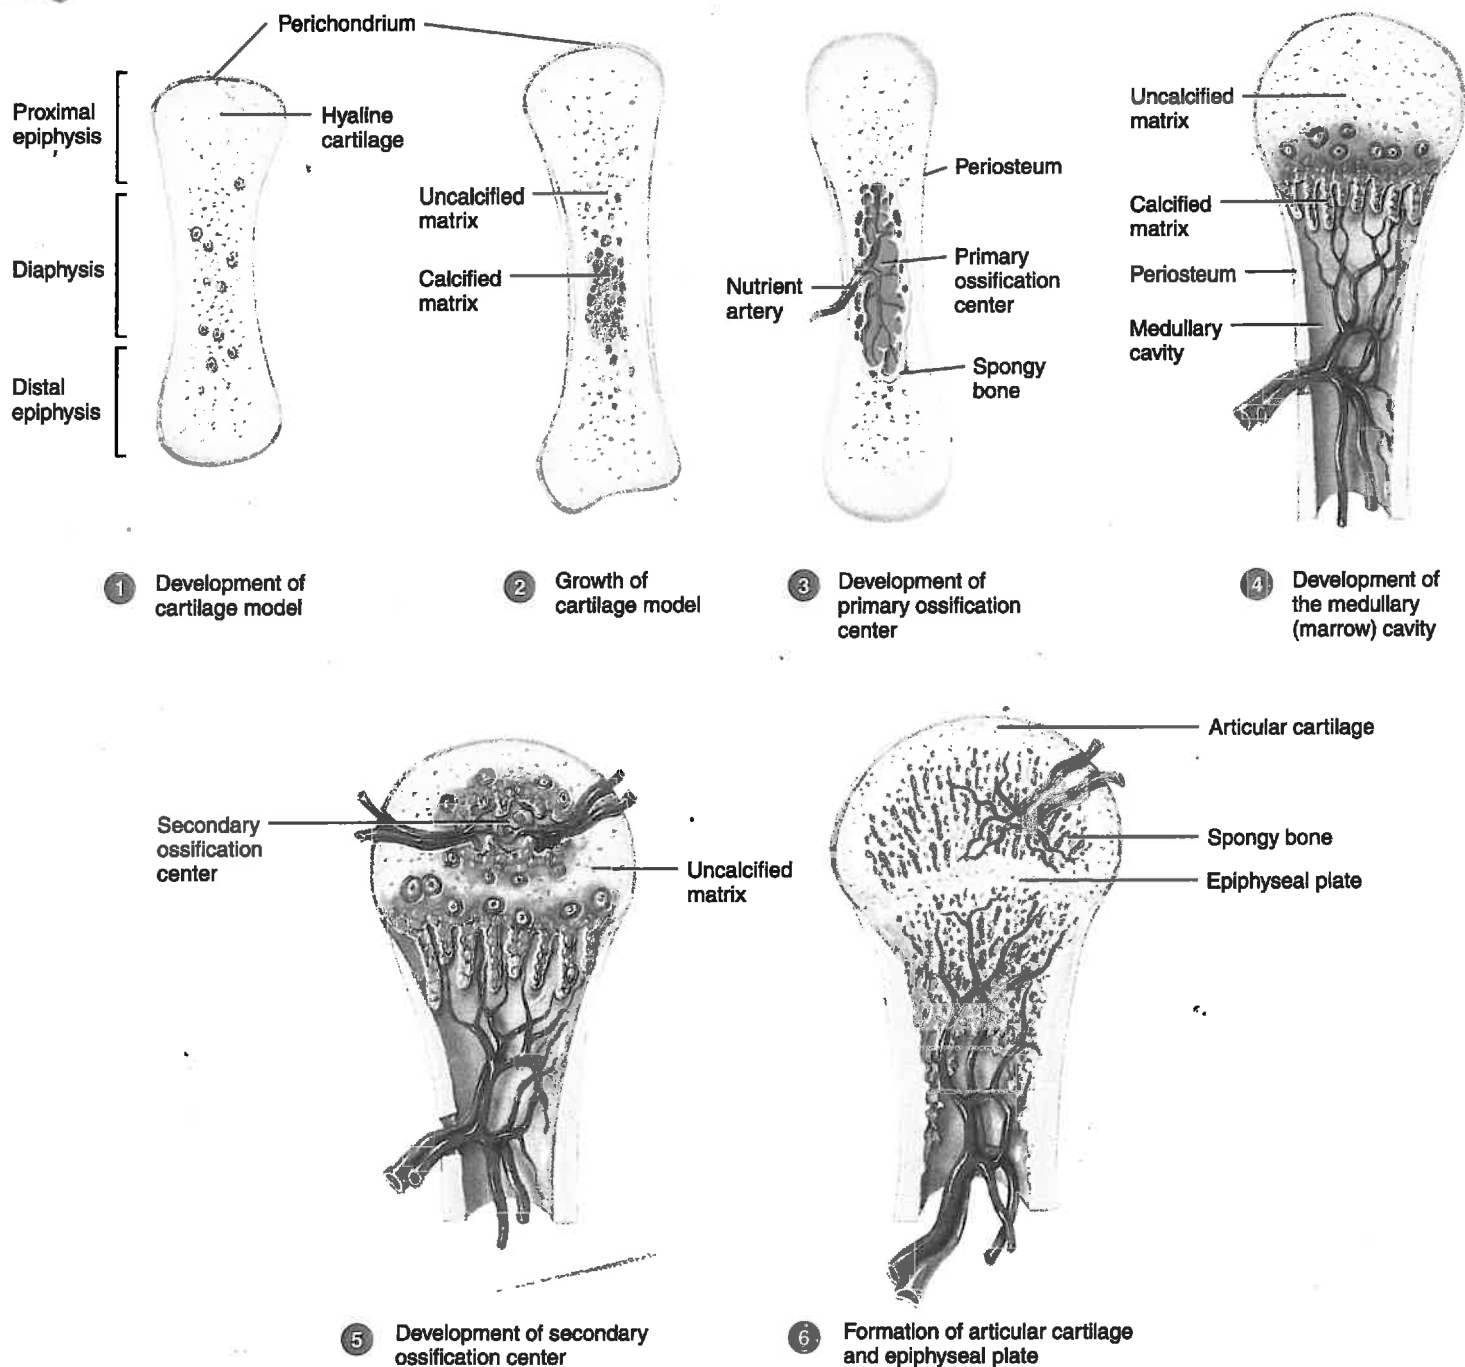 Perichondrium
Proximal
epiphysis
Hyaline
cartilage
Diaphysis
Distal
epiphysis
Uncalcified
matrix
Calcified
matrix
Periosteum
Nutrient
artery
Primary
ossification
center
Spongy
bone
Uncalcified
matrix
Calcified
matrix
Periosteum
Medullary
cavity
1 Development of
cartilage model
2 Growth of
cartilage model
3 Development of
primary ossification
center
4 Development of
the medullary
(marrow) cavity
Secondary
ossification
center
Uncalcified
matrix
Articular cartilage
Spongy bone
Epiphyseal plate
5 Development of secondary
ossification center
6 Formation of articular cartilage
and epiphyseal plate